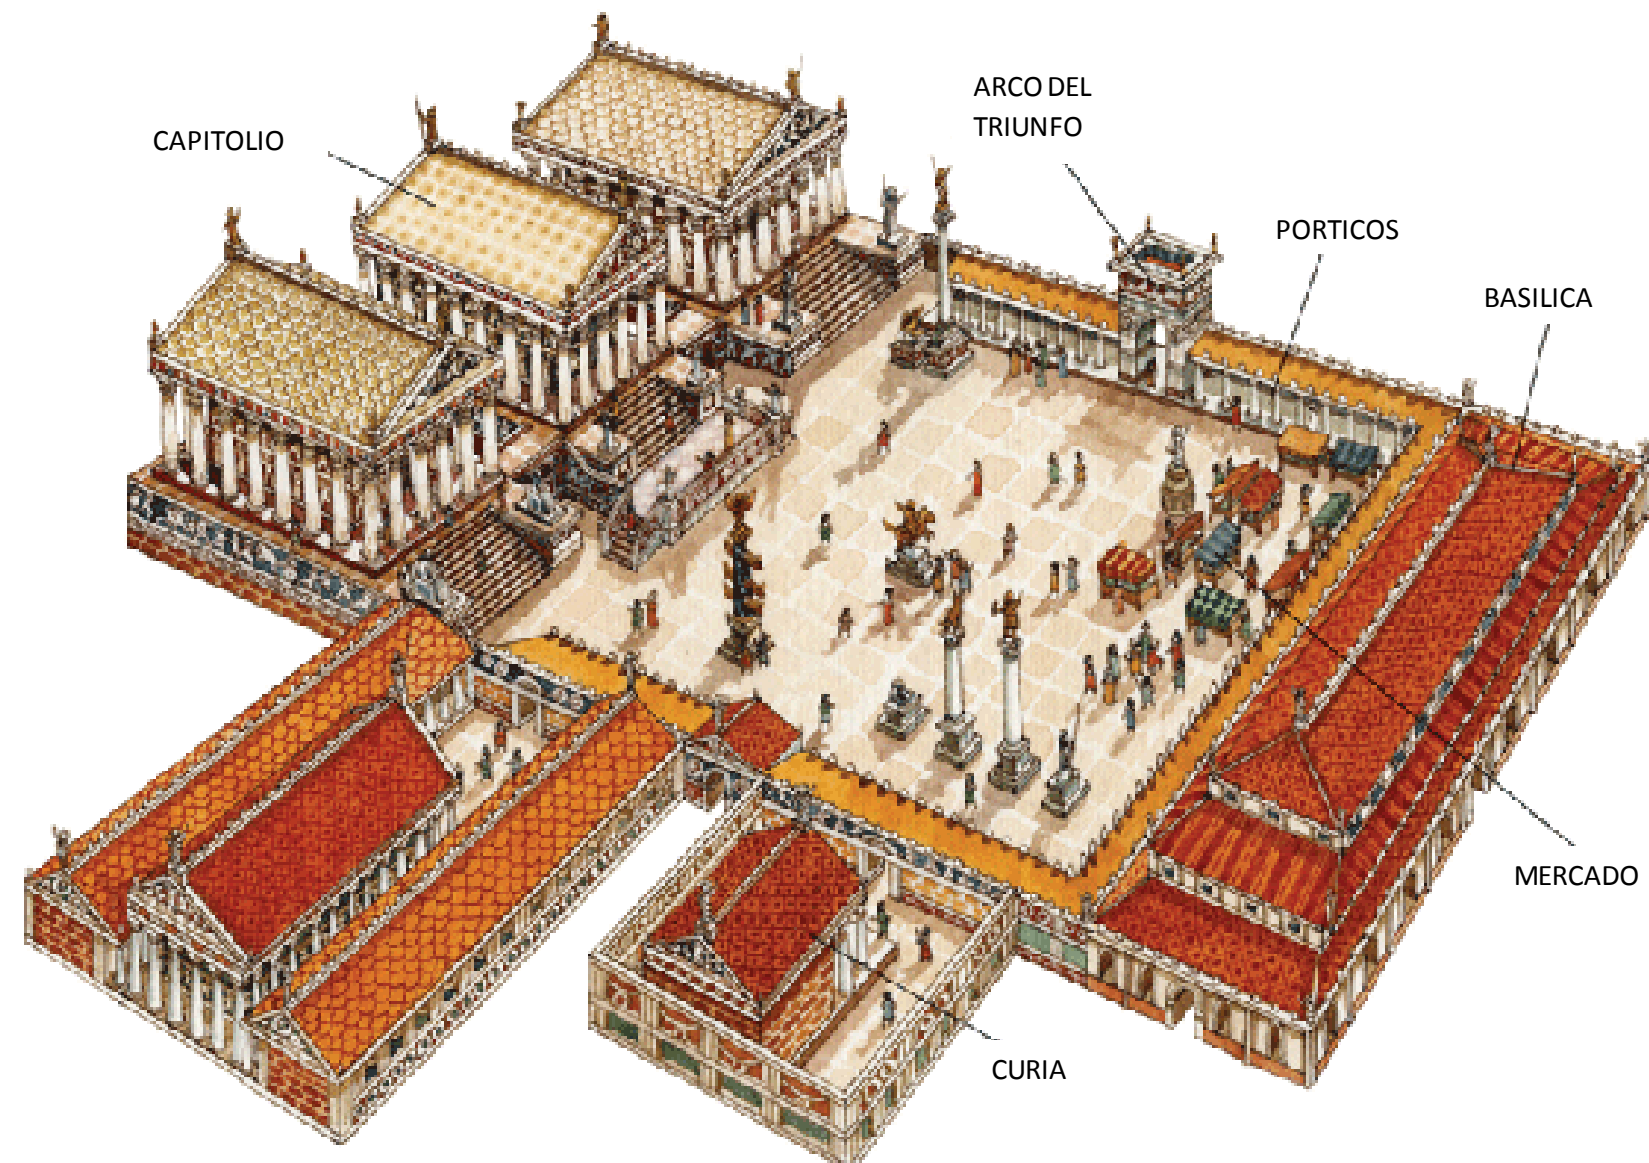 CAPITOLIO
ARCO DEL
TRIUNFO
PORTICOS
BASILICA
MERCADO
CURIA